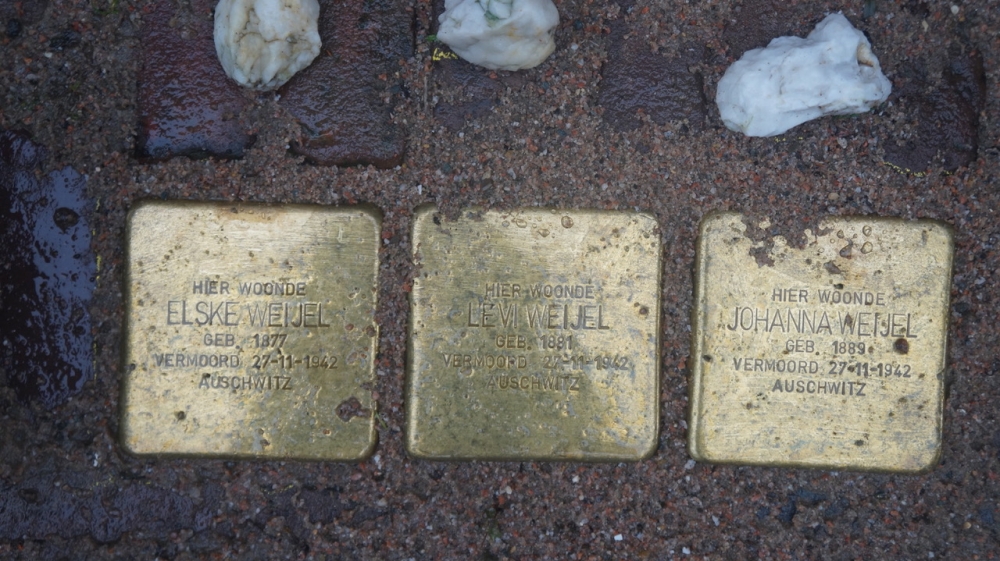 HIER WOONDE
ELSKE WEIJEL
GEB. 1877
VERMOORD 27-11-1942
AUSCHWITZ
HIER WOONDE
LEVI WEIJEL
GEB. 1881
VERMOORD 27-11-1942
AUSCHWITZ
HIER WOONDE
JOHANNA WEIJEL
GEB. 1889
VERMOORD 27-11-1942
AUSCHWITZ